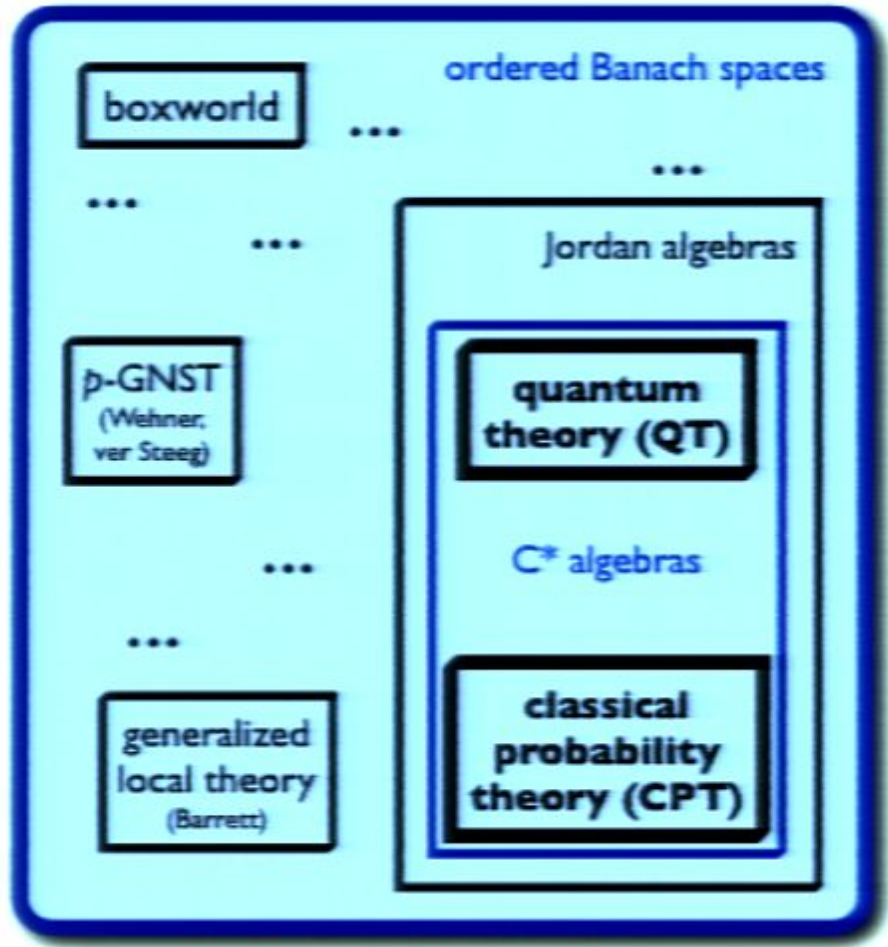 ordered Banach spaces
boxworld
...
...
...
...
Jordan algebras
p-GNST
(Wehner,
ver Steeg)
quantum
theory (QT)
C* algebras
...
...
generalized
local theory
(Barrett)
classical
probability
theory (CPT)